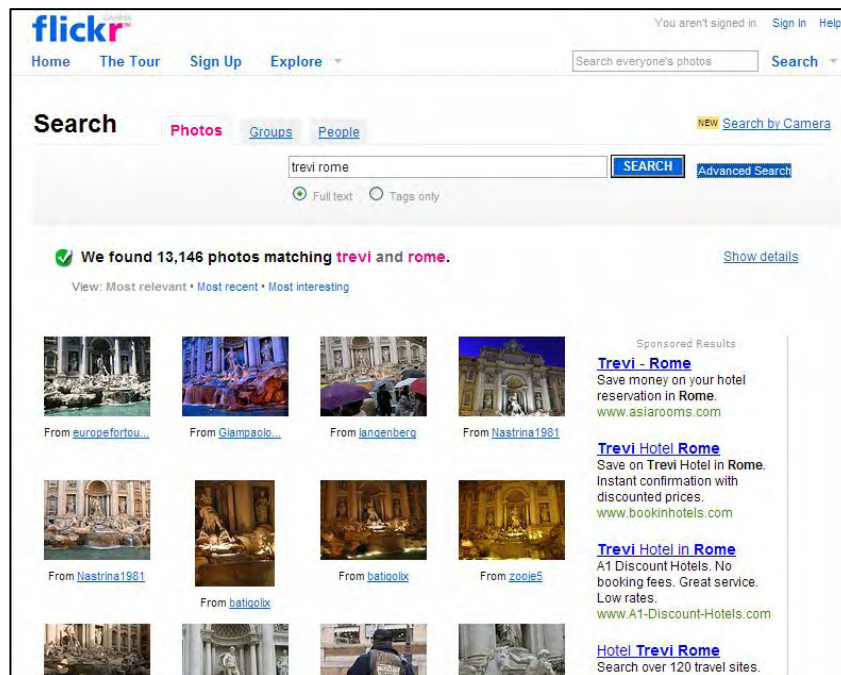 flickr GAMMA
You aren't signed in Sign In Help
Home The Tour Sign Up Explore
Search everyone's photos Search
Search Photos Groups People
NEW Search by Camera
trevi rome SEARCH Advanced Search
Full text Tags only
We found 13,146 photos matching trevi and rome.
Show details
View: Most relevant • Most recent • Most interesting
From europefortou...
From Giampaolo...
From langenberg
From Nastrina1981
From Nastrina1981
From batigolix
From batigolix
From zooie5
Sponsored Results
Trevi - Rome
Save money on your hotel
reservation in Rome.
www.asiarooms.com
Trevi Hotel Rome
Save on Trevi Hotel in Rome.
Instant confirmation with
discounted prices.
www.bookinhotels.com
Trevi Hotel in Rome
A1 Discount Hotels. No
booking fees. Great service.
Low rates.
www.A1-Discount-Hotels.com
Hotel Trevi Rome
Search over 120 travel sites.